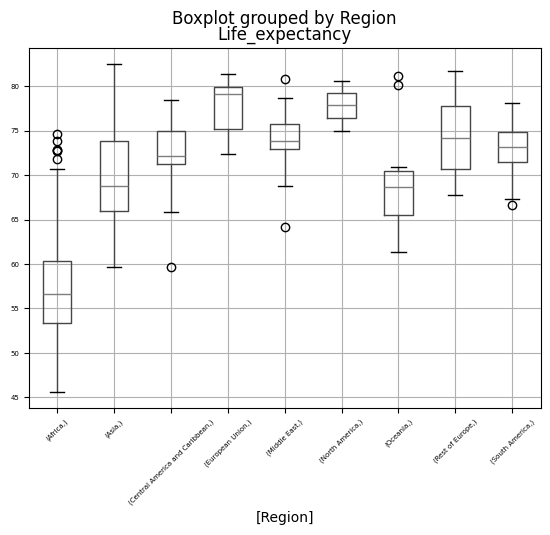 Boxplot grouped by Region
Life_expectancy
80
75
70
65
60
55
50
45
(Africa,)
(Asia,)
(Central America and Caribbean,)
(European Union,)
(Middle East,)
(North America,)
(Oceania,)
(Rest of Europe,)
(South America,)
[Region]